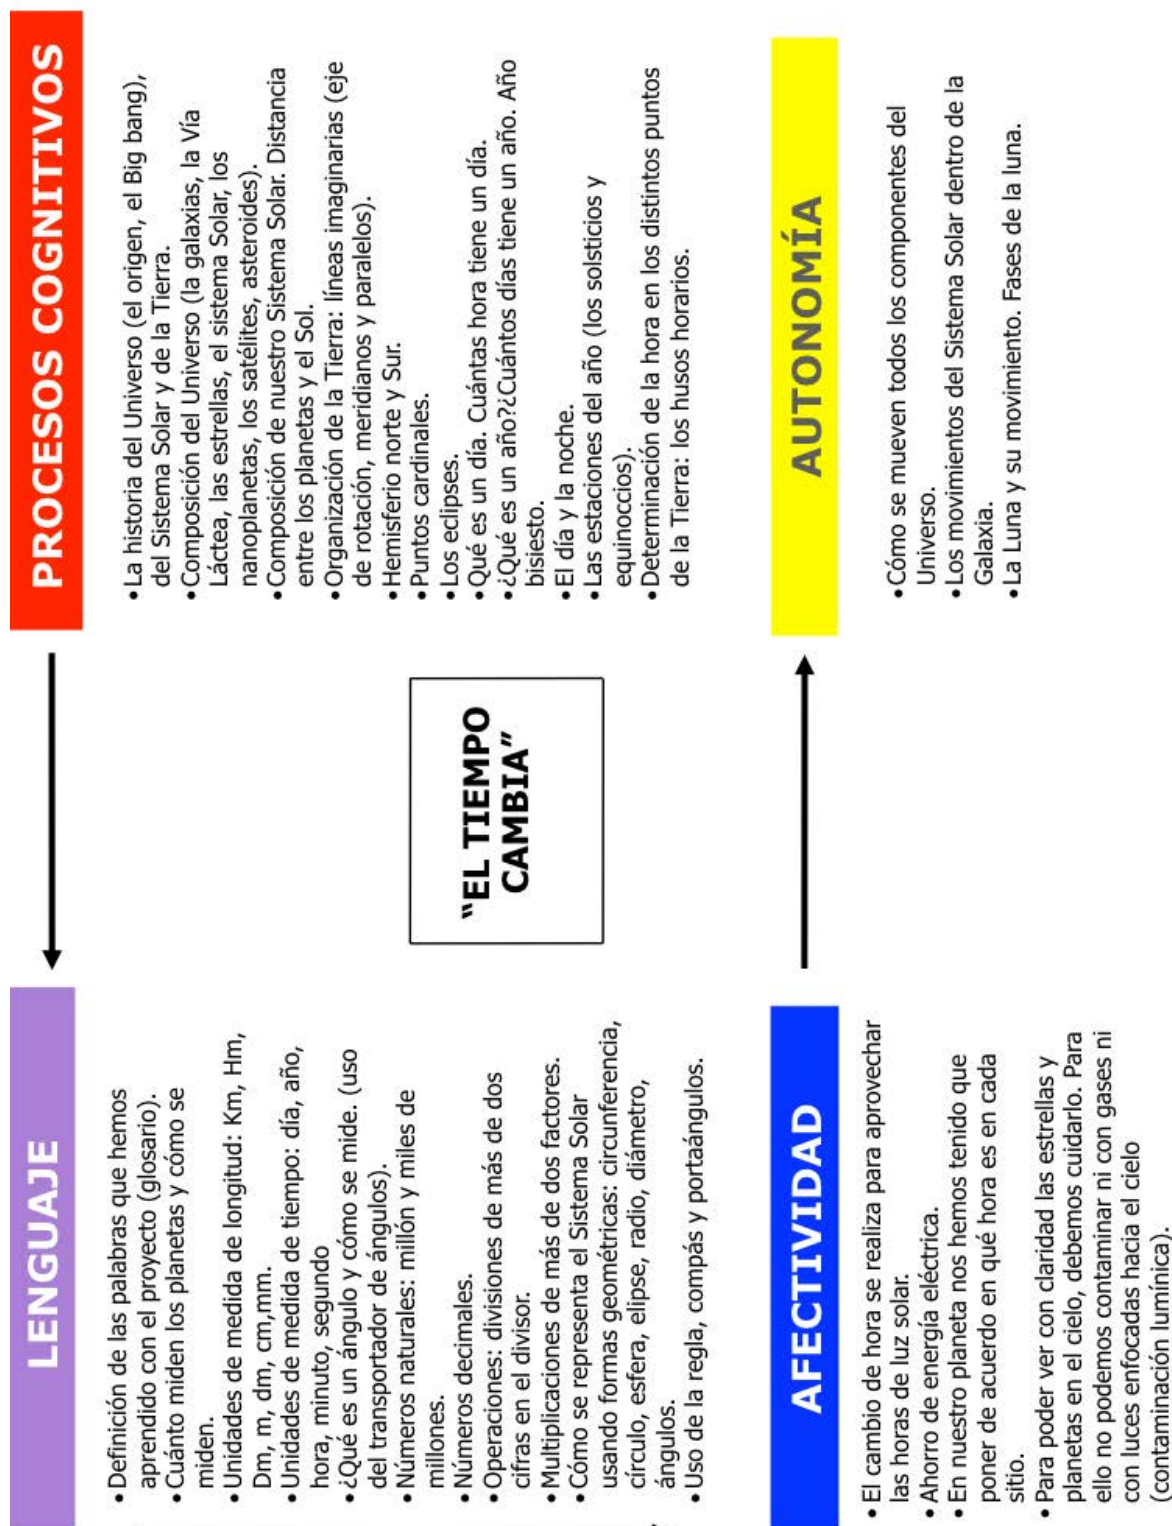 LENGUAJE
• Definición de las palabras que hemos
aprendido con el proyecto (glosario).
• Cuánto miden los planetas y cómo se
miden.
• Unidades de medida de longitud: Km, Hm,
Dm, m, dm, cm,mm.
• Unidades de medida de tiempo: día, año,
hora, minuto, segundo
• ¿Qué es un ángulo y cómo se mide. (uso
del transportador de ángulos).
• Números naturales: millón y miles de
millones.
• Números decimales.
• Operaciones: divisiones de más de dos
cifras en el divisor.
• Multiplicaciones de más de dos factores.
• Cómo se representa el Sistema Solar
usando formas geométricas: circunferencia,
círculo, esfera, elipse, radio, diámetro,
ángulos.
• Uso de la regla, compás y portaángulos.
PROCESOS COGNITIVOS
• La historia del Universo (el origen, el Big bang),
del Sistema Solar y de la Tierra.
• Composición del Universo (la galaxias, la Vía
Láctea, las estrellas, el sistema Solar, los
nanoplanetas, los satélites, asteroides).
• Composición de nuestro Sistema Solar. Distancia
entre los planetas y el Sol.
• Organización de la Tierra: líneas imaginarias (eje
de rotación, meridianos y paralelos).
• Hemisferio norte y Sur.
• Puntos cardinales.
• Los eclipses.
• Qué es un día. Cuántas hora tiene un día.
• ¿Qué es un año?¿Cuántos días tiene un año. Año
bisiesto.
• El día y la noche.
• Las estaciones del año (los solsticios y
equinoccios).
• Determinación de la hora en los distintos puntos
de la Tierra: los husos horarios.
“EL TIEMPO
CAMBIA”
AFECTIVIDAD
• El cambio de hora se realiza para aprovechar
las horas de luz solar.
• Ahorro de energía eléctrica.
• En nuestro planeta nos hemos tenido que
poner de acuerdo en qué hora es en cada
sitio.
• Para poder ver con claridad las estrellas y
planetas en el cielo, debemos cuidarlo. Para
ello no podemos contaminar ni con gases ni
con luces enfocadas hacia el cielo
(contaminación lumínica).
AUTONOMÍA
• Cómo se mueven todos los componentes del
Universo.
• Los movimientos del Sistema Solar dentro de la
Galaxia.
• La Luna y su movimiento. Fases de la luna.